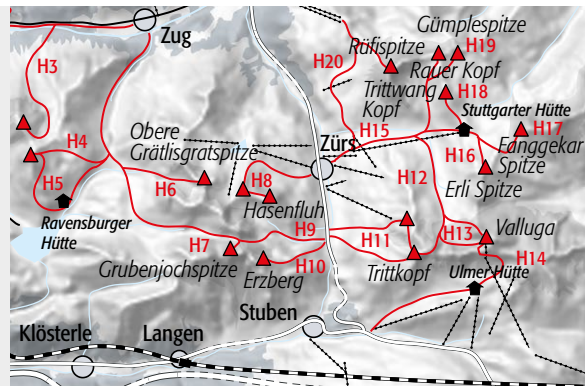 Gümplespitze
Zug
Zürs
H20
Rüfispitze
H19
Rauer Kopf
H3
Trittwang
Kopf
H18
Stuttgarter Hütte
H15
H17
Obere
Grätlisgratspitze
H4
Zürs
H16
Fanggekar
Spitze
H5
H6
H8
H12
Erli Spitze
Hasenfluh
Ravensburger
Hütte
H9
H11
H13
Valluga
H7
H14
Grubenjochspitze
Erzberg
H10
Trittkopf
Ulmer Hütte
Stuben
Klösterle
Langen